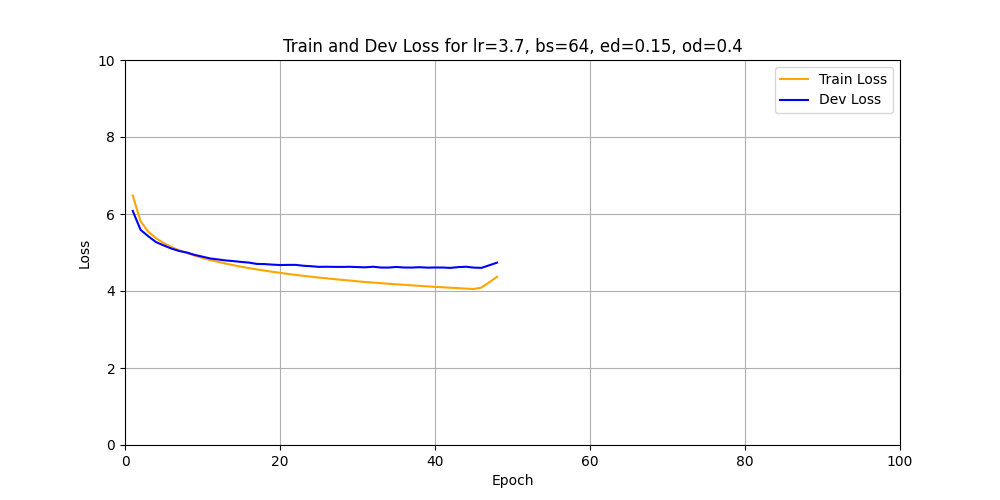 Train and Dev Loss for lr=3.7, bs=64, ed=0.15, od=0.4
Train Loss
Dev Loss
10
8
6
4
2
0
Loss
0 20 40 60 80 100
Epoch